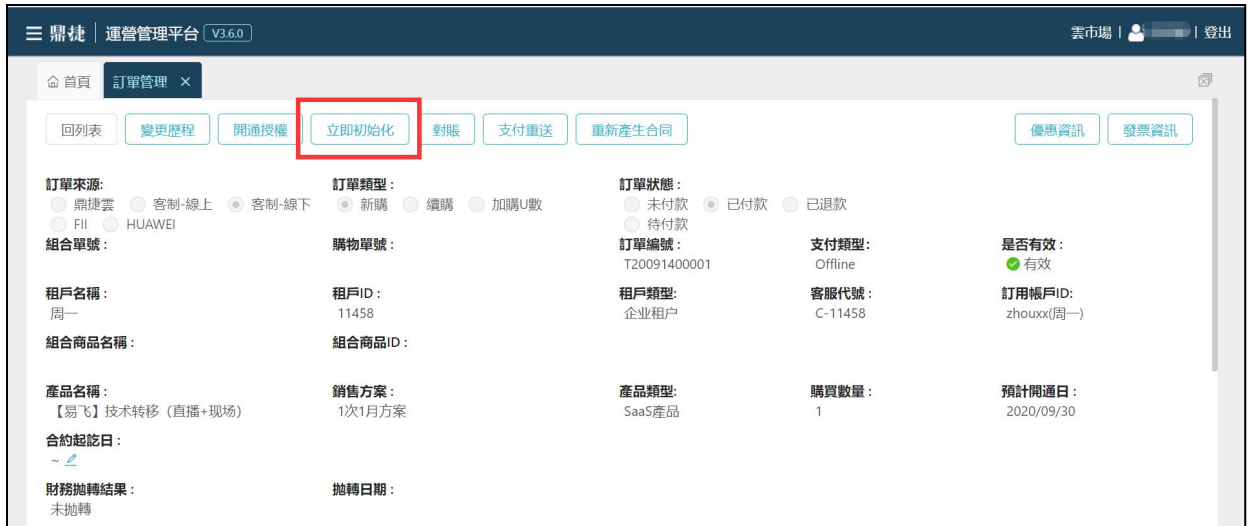 鼎捷 運營管理平台 V3.6.0 雲市場 登出
首頁 訂單管理
回列表 變更歷程 開通授權 立即初始化 對賬 支付重送 重新產生合同 優惠資訊 發票資訊
訂單來源: 訂單類型: 訂單狀態:
鼎捷雲 客制-線上 客制-線下 新購 續購 加購U數 未付款 已付款 已退款
FII HUAWEI 待付款
組合單號: 購物單號: 訂單編號: 支付類型: 是否有效:
T20091400001 Offline 有效
租戶名稱: 租戶ID: 租戶類型: 客服代號: 訂用帳戶ID:
周一 11458 企业租户 C-11458 zhouxx(周一)
組合商品名稱: 組合商品ID:
產品名稱: 銷售方案: 產品類型: 購買數量: 預計開通日:
【易飞】技术转移（直播+现场） 1次1月方案 SaaS產品 1 2020/09/30
合約起訖日:
~
財務拋轉結果: 拋轉日期:
未拋轉